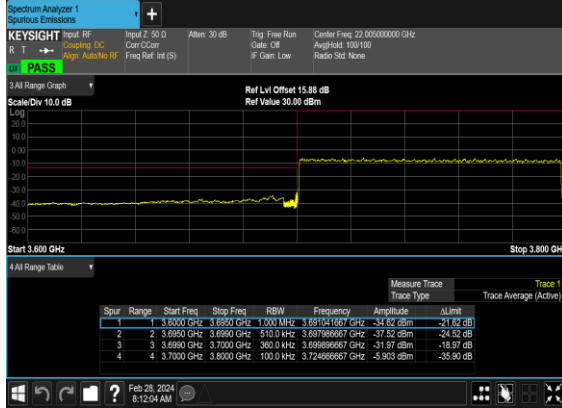 Spectrum Analyzer 1
Spurious Emissions
+
KEYSIGHT Input: RF Input Z: 50 Ω Atten: 30 dB Trig: Free Run Center Freq: 22.005000000 GHz
R T Coupling: DC Corr CCorr Gate: Off Avg|Hold: 100/100
Align: Auto/No RF Freq Ref: Int (S) IF Gain: Low Radio Std: None
PASS
3 All Range Graph
Ref Lvl Offset 15.88 dB
Scale/Div 10.0 dB Ref Value 30.00 dBm
Log
20.0
10.0
0.00
-10.0
-20.0
-30.0
-40.0
-50.0
-60.0
Start 3.600 GHz Stop 3.800 GHz
4 All Range Table
Measure Trace Trace 1
Trace Type Trace Average (Active)
Spur Range Start Freq Stop Freq RBW Frequency Amplitude ΔLimit
1 1 3.6000 GHz 3.6950 GHz 1.000 MHz 3.691041667 GHz -34.62 dBm -21.62 dB
2 2 3.6950 GHz 3.6990 GHz 510.0 kHz 3.697986667 GHz -37.52 dBm -24.52 dB
3 3 3.6990 GHz 3.7000 GHz 360.0 kHz 3.699896667 GHz -31.97 dBm -18.97 dB
4 4 3.7000 GHz 3.8000 GHz 100.0 kHz 3.724666667 GHz -5.903 dBm -35.90 dB
? Feb 28, 2024
8:12:04 AM